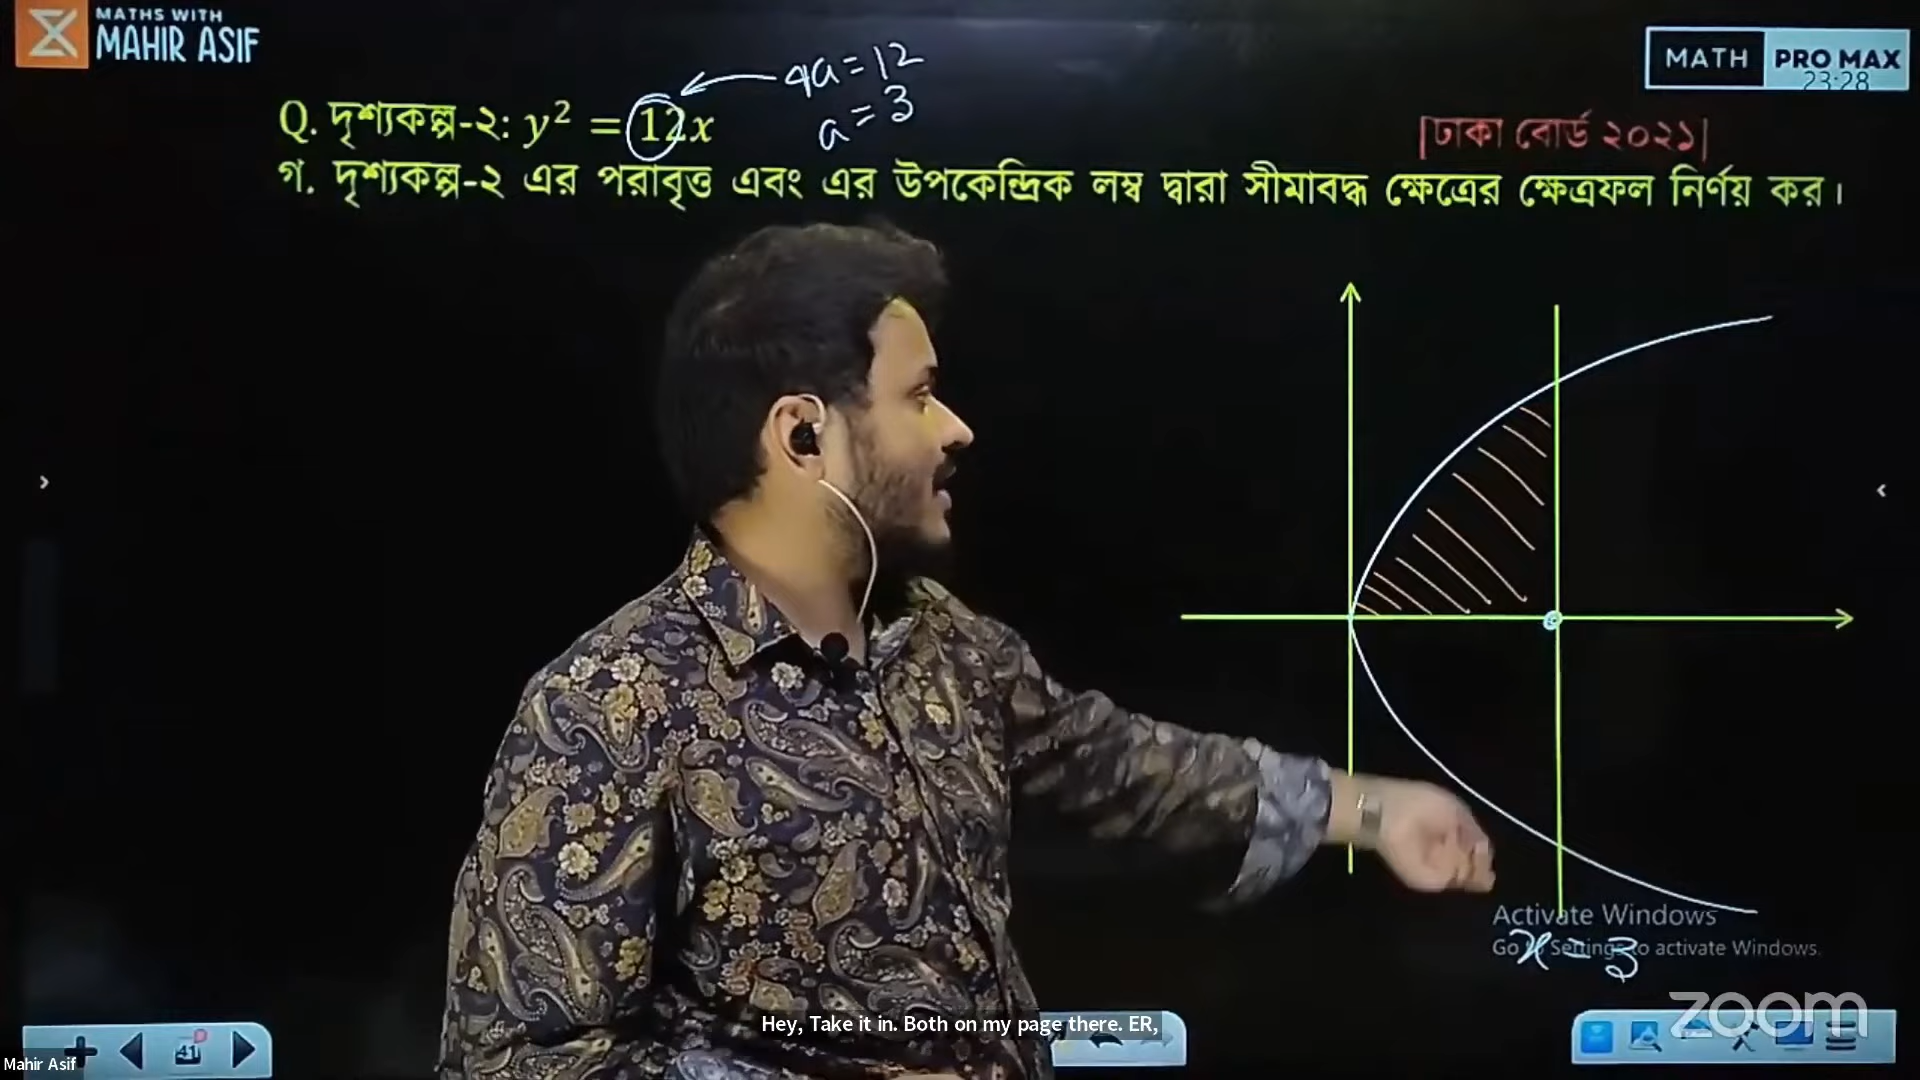 MATHS WITH
MAHIR ASIF
MATH PRO MAX
23:28
4a = 12
a = 3
Q. দৃশ্যকল্প-২: y² = 12x
[ঢাকা বোর্ড ২০২১]
গ. দৃশ্যকল্প-২ এর পরাবৃত্ত এবং এর উপকেন্দ্রিক লম্ব দ্বারা সীমাবদ্ধ ক্ষেত্রের ক্ষেত্রফল নির্ণয় কর।
Activate Windows
Go to Settings to activate Windows.
x = 3
zoom
Hey, Take it in. Both on my page there. ER,
41
Mahir Asif